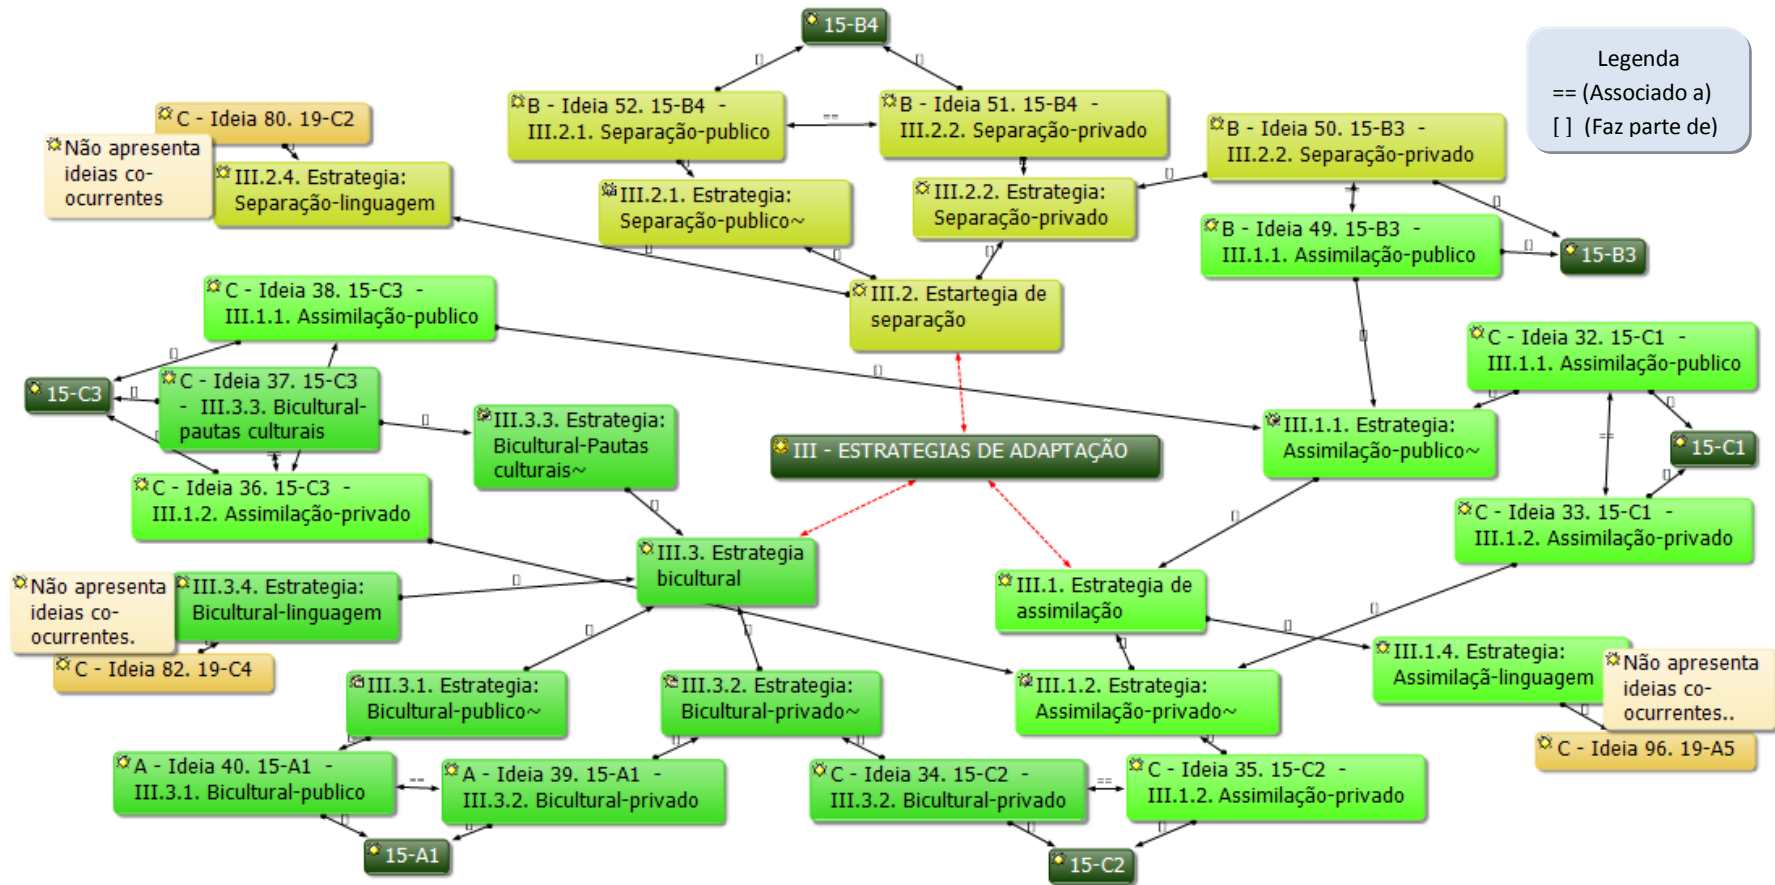 15-B4
Legenda
== (Associado a)
[ ] (Faz parte de)
B - Ideia 52. 15-B4 -
III.2.1. Separação-publico
==
B - Ideia 51. 15-B4 -
III.2.2. Separação-privado
C - Ideia 80. 19-C2
B - Ideia 50. 15-B3 -
III.2.2. Separação-privado
Não apresenta
ideias co-
ocurrentes
III.2.4. Estrategia:
Separação-linguagem
III.2.1. Estrategia:
Separação-publico~
III.2.2. Estrategia:
Separação-privado
B - Ideia 49. 15-B3 -
III.1.1. Assimilação-publico
15-B3
C - Ideia 38. 15-C3 -
III.1.1. Assimilação-publico
III.2. Estartegia de
separação
C - Ideia 32. 15-C1 -
III.1.1. Assimilação-publico
15-C3
C - Ideia 37. 15-C3
- III.3.3. Bicultural-
pautas culturais
III.3.3. Estrategia:
Bicultural-Pautas
culturais~
III - ESTRATEGIAS DE ADAPTAÇÃO
III.1.1. Estrategia:
Assimilação-publico~
==
15-C1
C - Ideia 36. 15-C3 -
III.1.2. Assimilação-privado
C - Ideia 33. 15-C1 -
III.1.2. Assimilação-privado
III.3. Estrategia
bicultural
III.1. Estrategia de
assimilação
Não apresenta
ideias co-
ocurrentes.
III.3.4. Estrategia:
Bicultural-linguagem
C - Ideia 82. 19-C4
III.1.4. Estrategia:
Assimilaçã-linguagem
Não apresenta
ideias co-
ocurrentes..
C - Ideia 96. 19-A5
III.3.1. Estrategia:
Bicultural-publico~
III.3.2. Estrategia:
Bicultural-privado~
III.1.2. Estrategia:
Assimilação-privado~
A - Ideia 40. 15-A1 -
III.3.1. Bicultural-publico
==
A - Ideia 39. 15-A1 -
III.3.2. Bicultural-privado
C - Ideia 34. 15-C2 -
III.3.2. Bicultural-privado
==
C - Ideia 35. 15-C2 -
III.1.2. Assimilação-privado
15-A1
15-C2